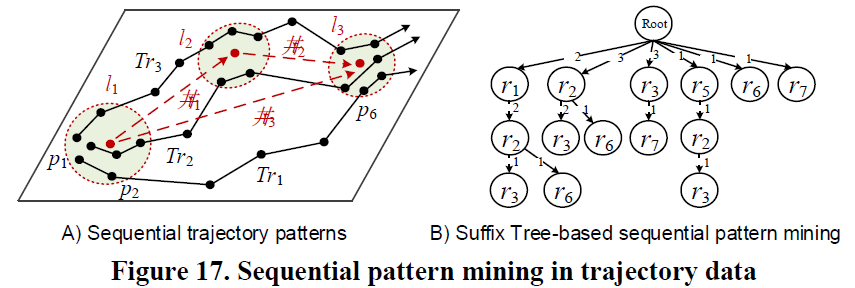 l1
l2
l3
Tr3
Tr2
Tr1
p1
p2
p6
A) Sequential trajectory patterns
Root
2 3 3 1 1 1
r1 r2 r3 r5 r6 r7
2 2 1 1 1
r2 r3 r6 r7 r2
1 1 1
r3 r6 r3
B) Suffix Tree-based sequential pattern mining
Figure 17. Sequential pattern mining in trajectory data